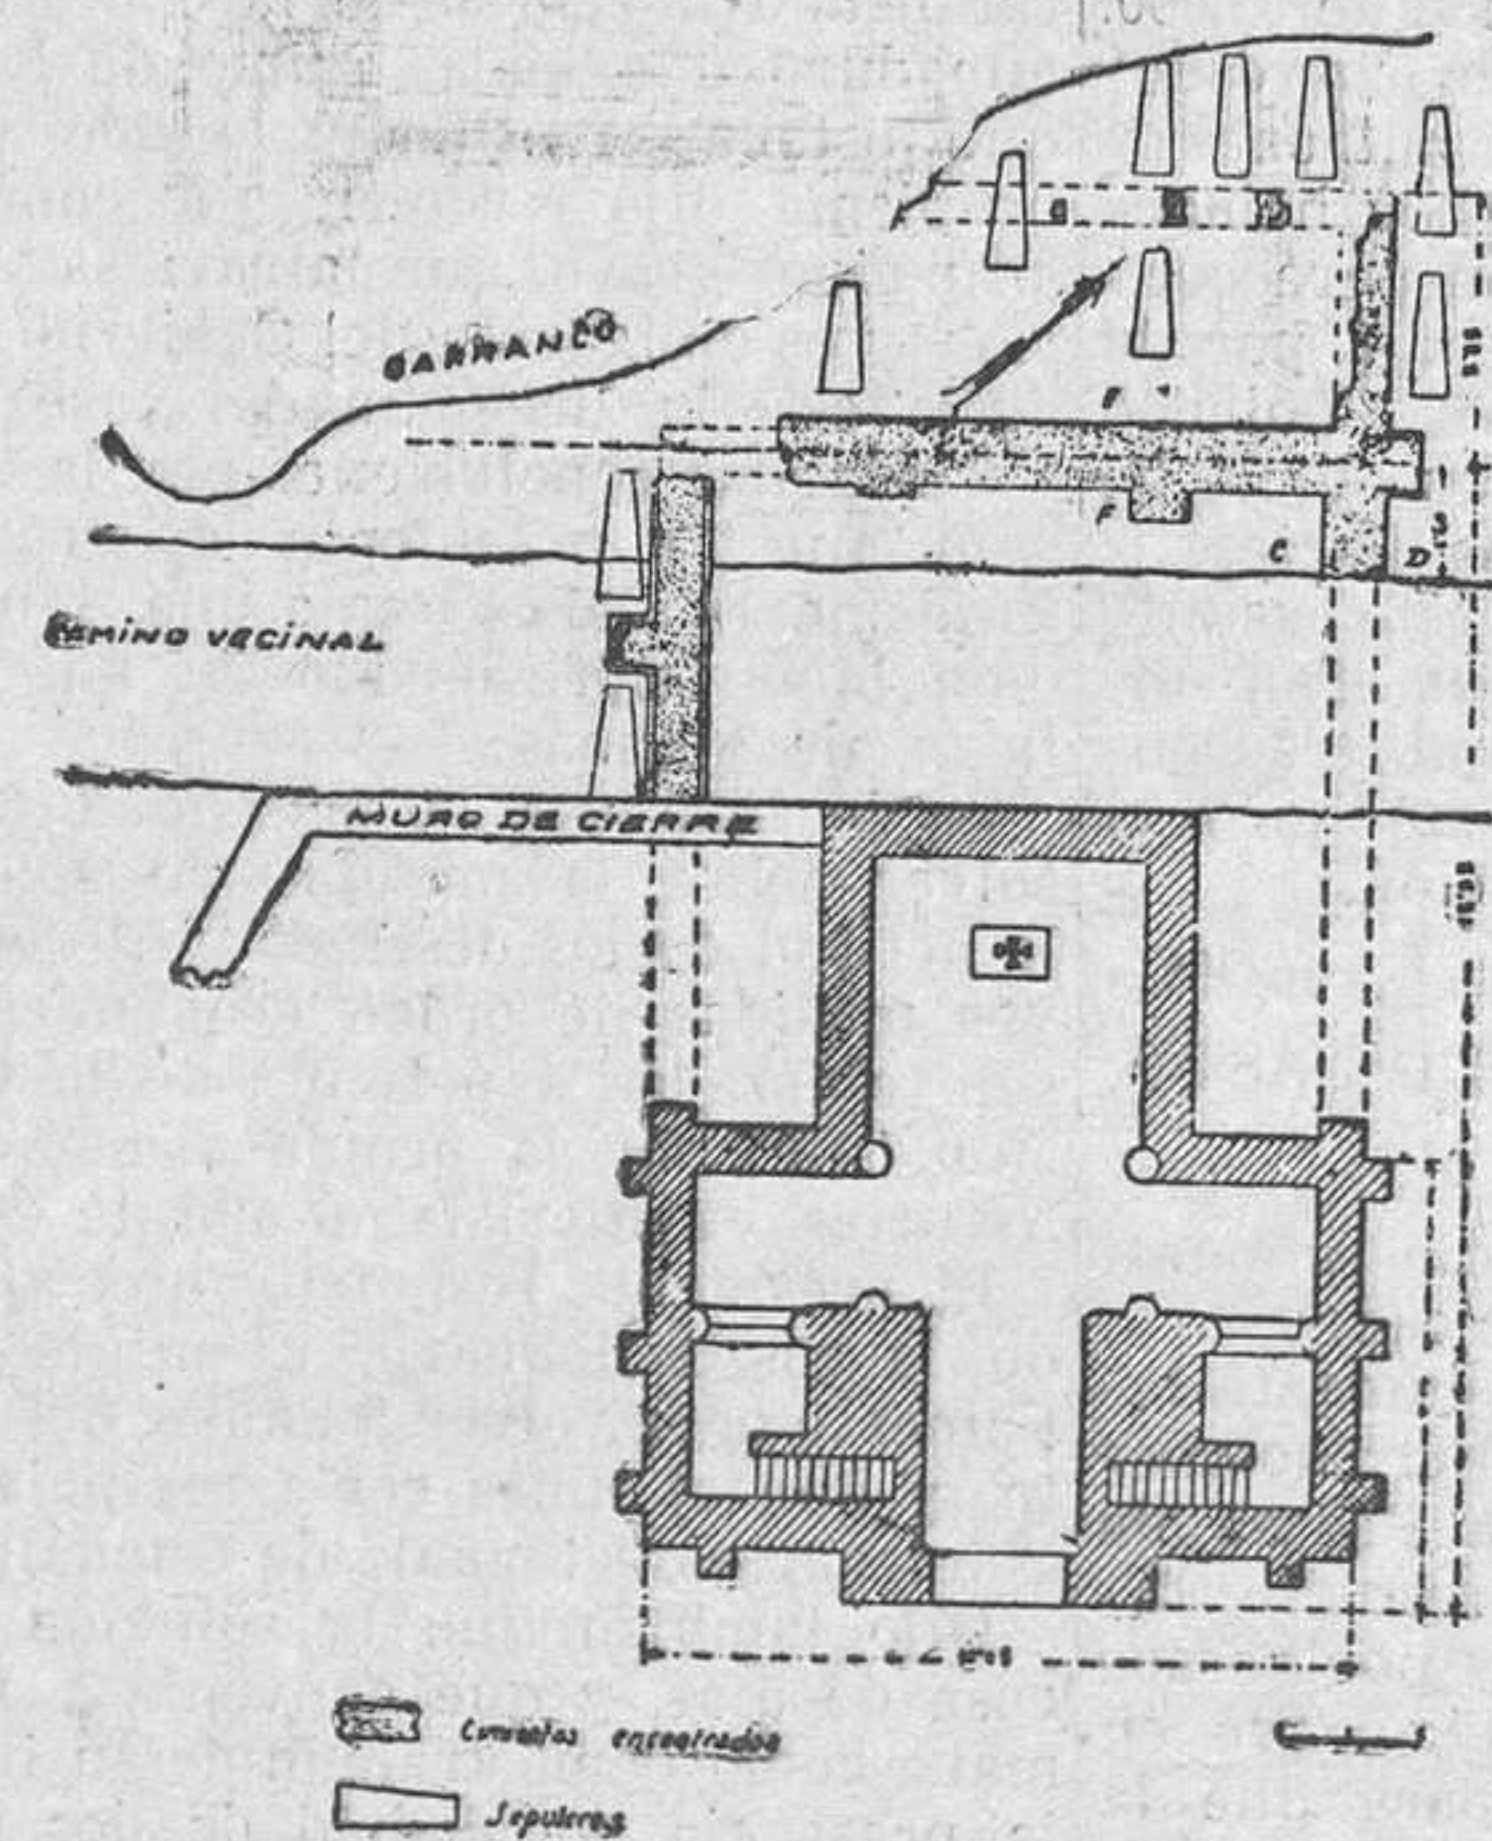 BARRANCO
F
F
C
D
CAMINO VECINAL
MURO DE CIERRE
Cimientos encontrados
Sepulcros